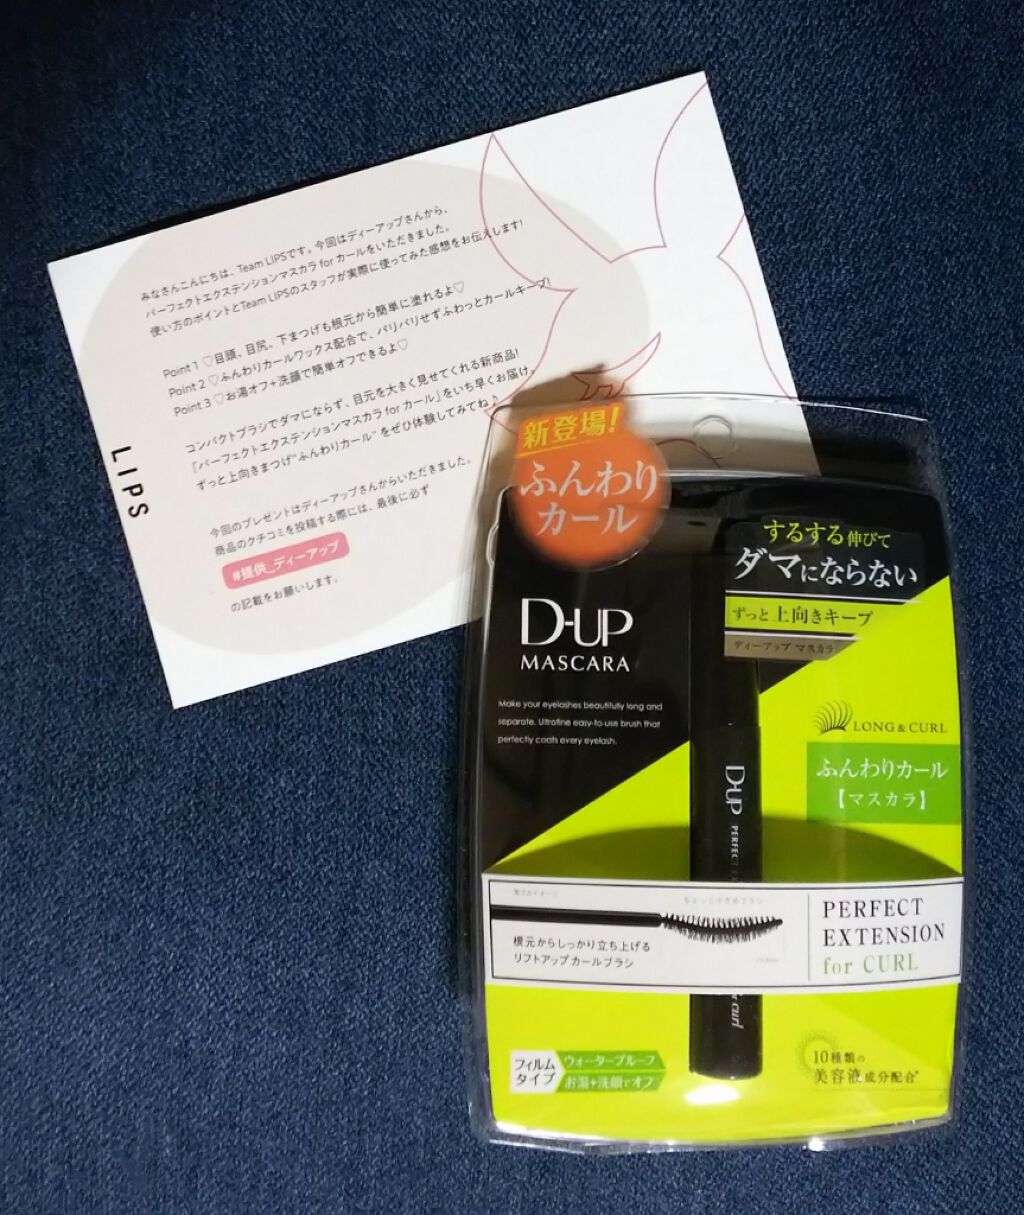 みなさんこんにちは、Team LIPSです。今回はディーアップさんから、
パーフェクトエクステンションマスカラ for カールをいただきました。
使い方のポイントとTeam LIPSのスタッフが実際に使ってみた感想をお伝えします!
Point 1 ♡目頭、目尻、下まつげも根元から簡単に塗れるよ♡
Point 2 ♡ふんわりカールワックス配合で、バリバリせずふわっとカールキープ!
Point 3 ♡お湯オフ+洗顔で簡単オフできるよ♡
コンパクトブラシでダマにならず、目元を大きく見せてくれる新商品!
『パーフェクトエクステンションマスカラ for カール』をいち早くお届け。
ずっと上向きまつげ"ふんわりカール"をぜひ体験してみてね♪
今回のプレゼントはディーアップさんからいただきました。
商品のクチコミを投稿する際には、最後に必ず
#提供_ディーアップ
の記載をお願いします。
LIPS
新登場!
ふんわり
カール
するする伸びて
ダマにならない
ずっと上向きキープ
ディーアップ マスカラ
D-UP
MASCARA
Make your eyelashes beautifully long and
separate. Ultrafine easy-to-use brush that
perfectly coats every eyelash.
LONG & CURL
ふんわりカール
【マスカラ】
D-UP PERFECT
ちょっと小さめブラシ
根元からしっかり立ち上げる
リフトアップカールブラシ
PERFECT
EXTENSION
for CURL
curl
フィルム
タイプ
ウォータープルーフ
お湯+洗顔でオフ
10種類の
美容液成分配合*